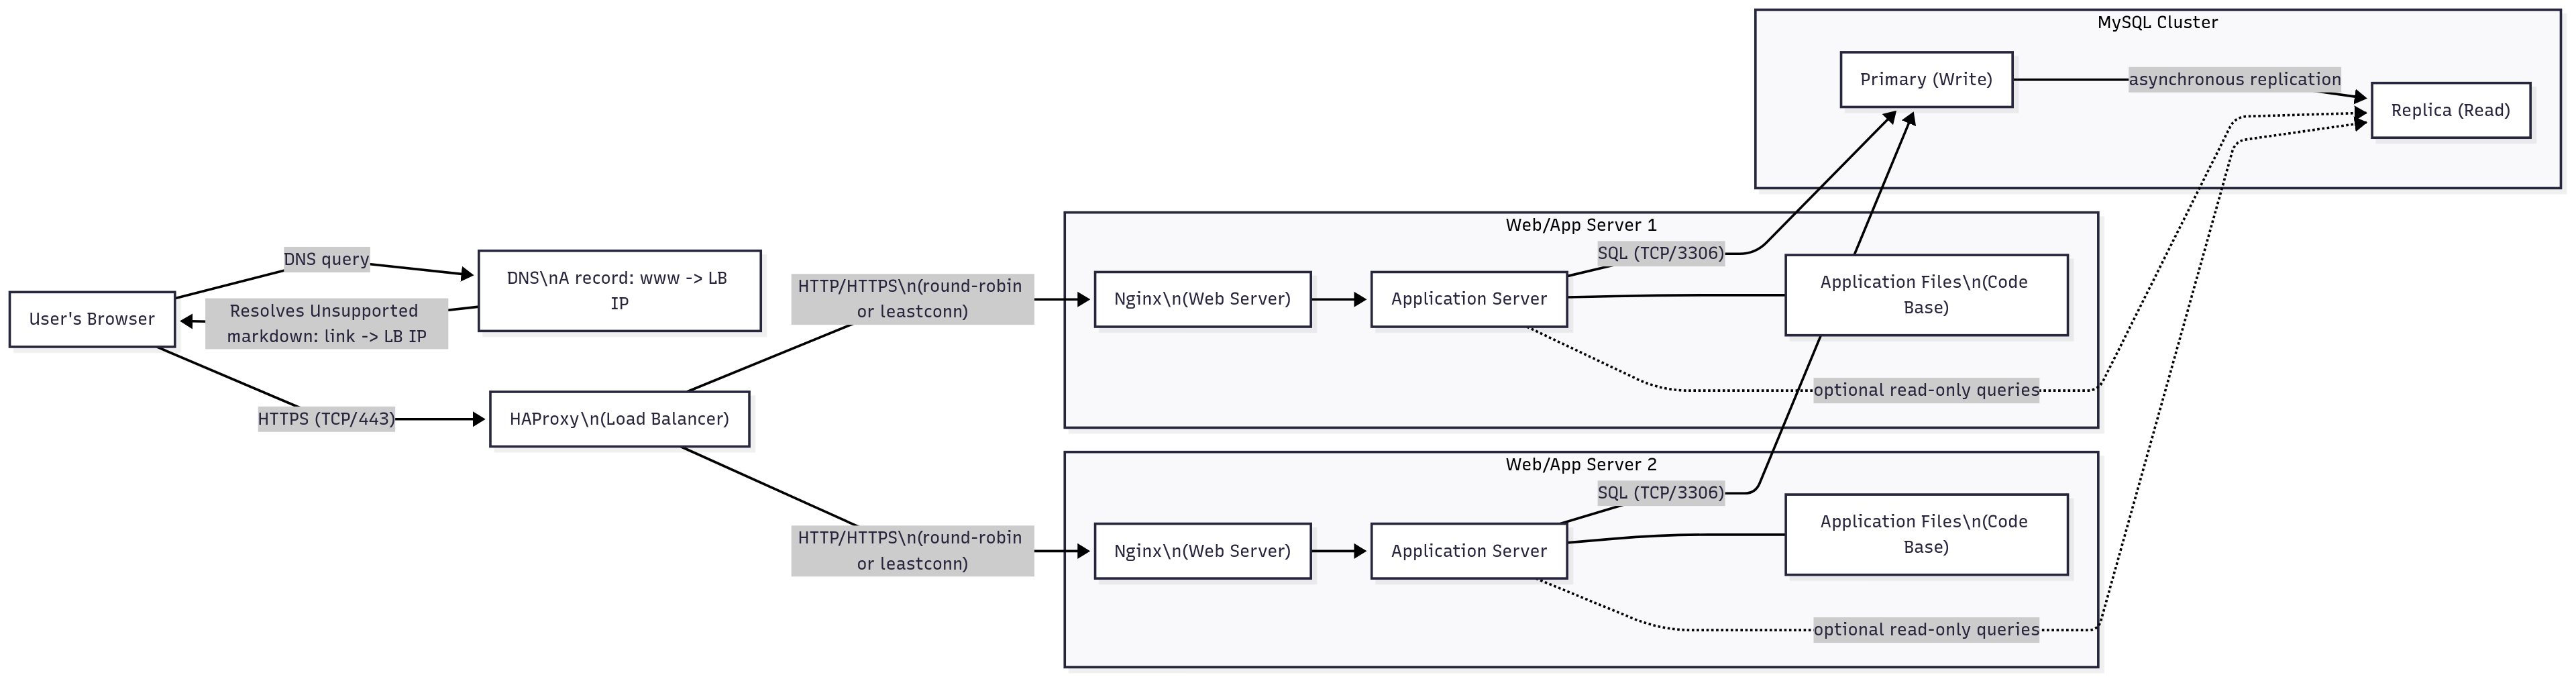 MySQL Cluster
Primary (Write)
asynchronous replication
Replica (Read)
Web/App Server 1
SQL (TCP/3306)
DNS query
DNS\nA record: www -> LB
IP
HTTP/HTTPS\n(round-robin
or leastconn)
Nginx\n(Web Server)
Application Server
Application Files\n(Code
Base)
User's Browser
Resolves Unsupported
markdown: link -> LB IP
optional read-only queries
HTTPS (TCP/443)
HAProxy\n(Load Balancer)
Web/App Server 2
SQL (TCP/3306)
HTTP/HTTPS\n(round-robin
or leastconn)
Nginx\n(Web Server)
Application Server
Application Files\n(Code
Base)
optional read-only queries